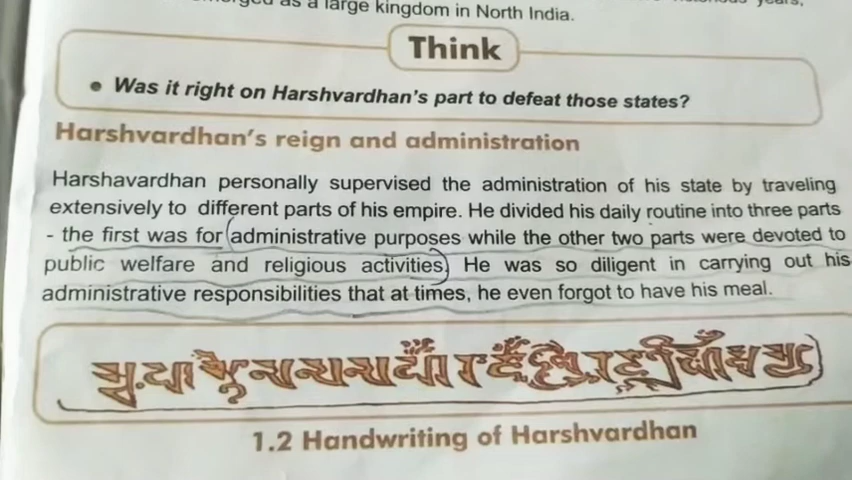 as a large kingdom in North India.
Think
• Was it right on Harshvardhan's part to defeat those states?
Harshvardhan's reign and administration
Harshavardhan personally supervised the administration of his state by traveling
extensively to different parts of his empire. He divided his daily routine into three parts
- the first was for administrative purposes while the other two parts were devoted to
public welfare and religious activities. He was so diligent in carrying out his
administrative responsibilities that at times, he even forgot to have his meal.
1.2 Handwriting of Harshvardhan